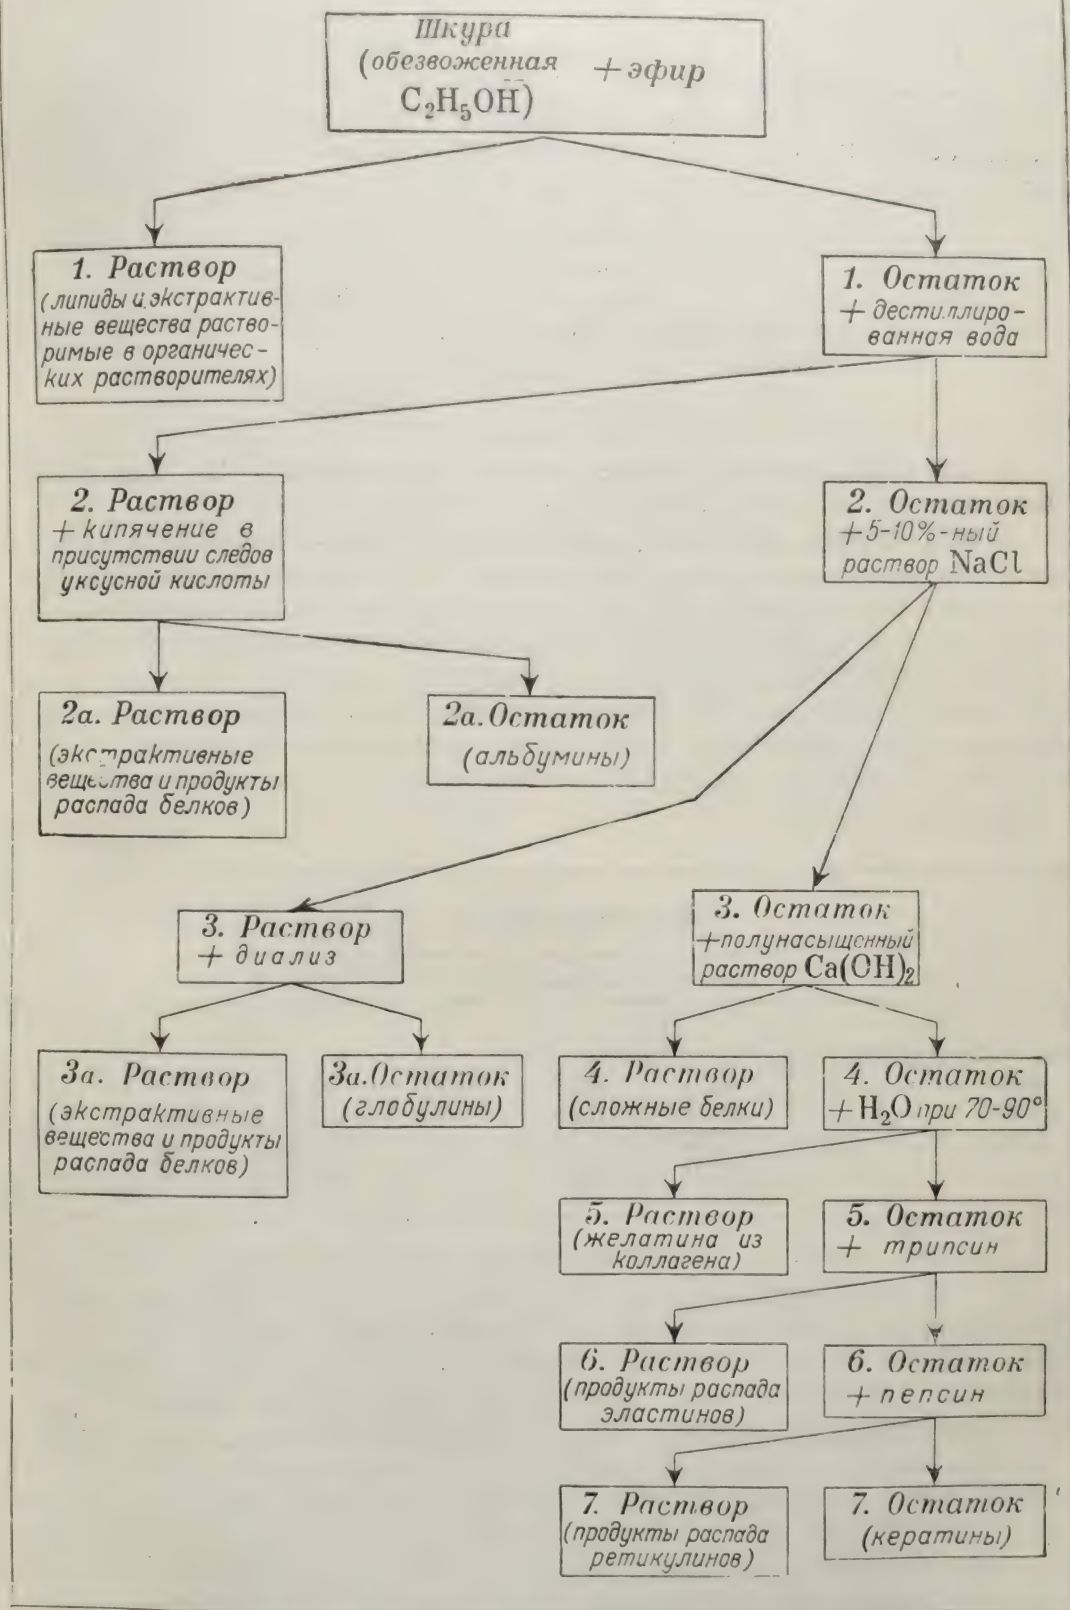 Шкура
(обезвоженная + эфир
C₂H₅OH)
1. Раствор
(липиды и экстрактив-
ные вещества раство-
римые в органичес-
ких растворителях)
1. Остаток
+ дестиллиро-
ванная вода
2. Раствор
+ кипячение в
присутствии следов
уксусной кислоты
2. Остаток
+5-10%-ный
раствор NaCl
2а. Раствор
(экстрактивные
вещества и продукты
распада белков)
2а. Остаток
(альбумины)
3. Раствор
+ диализ
3. Остаток
+полунасыщенный
раствор Ca(OH)₂
3а. Раствор
(экстрактивные
вещества и продукты
распада белков)
3а. Остаток
(глобулины)
4. Раствор
(сложные белки)
4. Остаток
+ H₂O при 70-90°
5. Раствор
(желатина из
коллагена)
5. Остаток
+ трипсин
6. Раствор
(продукты распада
эластинов)
6. Остаток
+ пепсин
7. Раствор
(продукты распада
ретикулинов)
7. Остаток
(кератины)